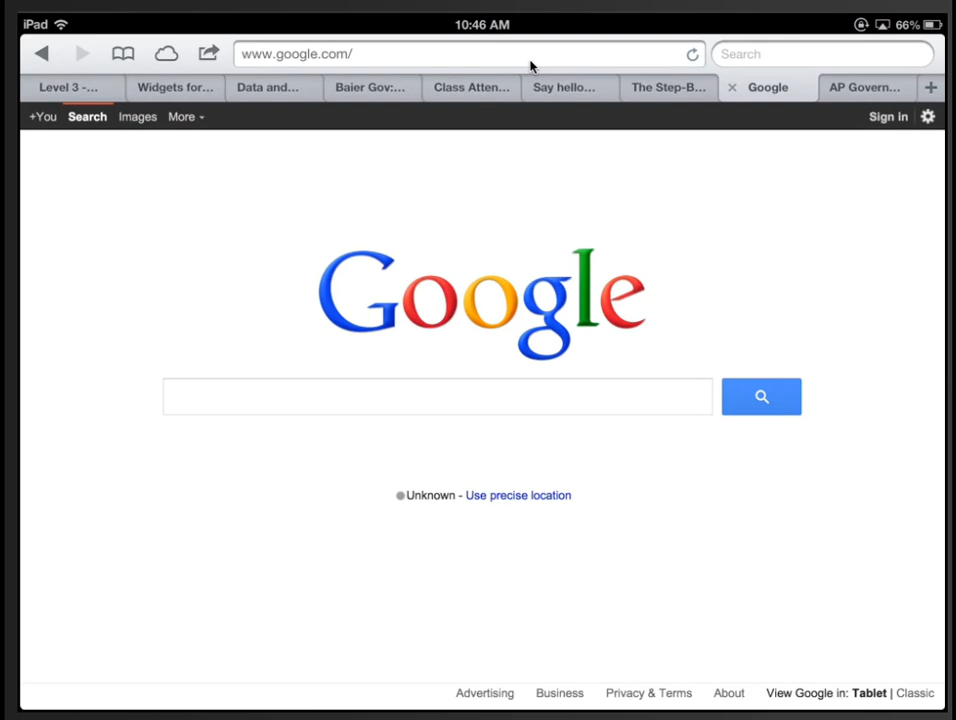 iPad 10:46 AM 66%
www.google.com/ Search
Level 3 -... Widgets for... Data and... Baier Gov:... Class Atten... Say hello... The Step-B... Google AP Govern...
+You Search Images More Sign in
Google
Unknown - Use precise location
Advertising Business Privacy & Terms About View Google in: Tablet | Classic